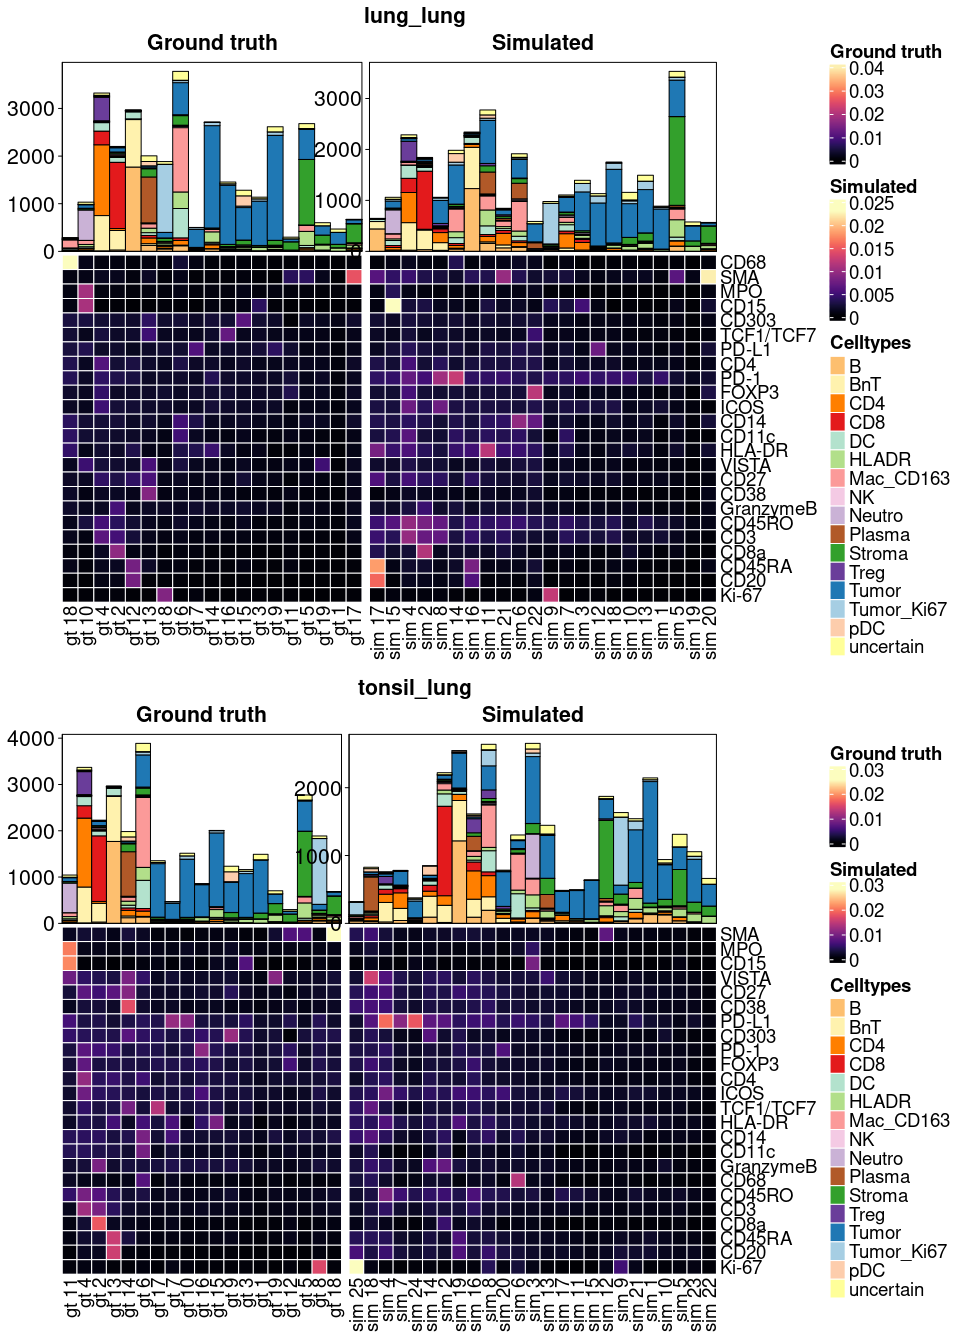 lung_lung
Ground truth
Simulated
3000
2000
1000
0
3000
2000
1000
0
CD68
SMA
MPO
CD15
CD303
TCF1/TCF7
PD-L1
CD4
PD-1
FOXP3
ICOS
CD14
CD11c
HLA-DR
VISTA
CD27
CD38
GranzymeB
CD45RO
CD3
CD8a
CD45RA
CD20
Ki-67
gt 18
gt 10
gt 4
gt 2
gt 12
gt 13
gt 8
gt 6
gt 7
gt 14
gt 16
gt 15
gt 3
gt 9
gt 11
gt 5
gt 19
gt 1
gt 17
sim 17
sim 15
sim 4
sim 2
sim 8
sim 14
sim 16
sim 11
sim 21
sim 6
sim 22
sim 9
sim 7
sim 3
sim 12
sim 18
sim 10
sim 13
sim 1
sim 5
sim 19
sim 20
Ground truth
0.04
0.03
0.02
0.01
0
Simulated
0.025
0.02
0.015
0.01
0.005
0
Celltypes
B
BnT
CD4
CD8
DC
HLADR
Mac_CD163
NK
Neutro
Plasma
Stroma
Treg
Tumor
Tumor_Ki67
pDC
uncertain
tonsil_lung
Ground truth
Simulated
4000
3000
2000
1000
0
2000
1000
0
SMA
MPO
CD15
VISTA
CD27
CD38
PD-L1
CD303
PD-1
FOXP3
CD4
ICOS
TCF1/TCF7
HLA-DR
CD14
CD11c
GranzymeB
CD68
CD45RO
CD3
CD8a
CD45RA
CD20
Ki-67
gt 11
gt 4
gt 2
gt 13
gt 14
gt 6
gt 17
gt 7
gt 10
gt 16
gt 15
gt 9
gt 3
gt 1
gt 19
gt 12
gt 5
gt 8
gt 18
sim 25
sim 18
sim 4
sim 7
sim 24
sim 14
sim 2
sim 19
sim 16
sim 8
sim 20
sim 6
sim 3
sim 13
sim 17
sim 11
sim 15
sim 12
sim 9
sim 21
sim 1
sim 10
sim 5
sim 23
sim 22
Ground truth
0.03
0.02
0.01
0
Simulated
0.03
0.02
0.01
0
Celltypes
B
BnT
CD4
CD8
DC
HLADR
Mac_CD163
NK
Neutro
Plasma
Stroma
Treg
Tumor
Tumor_Ki67
pDC
uncertain